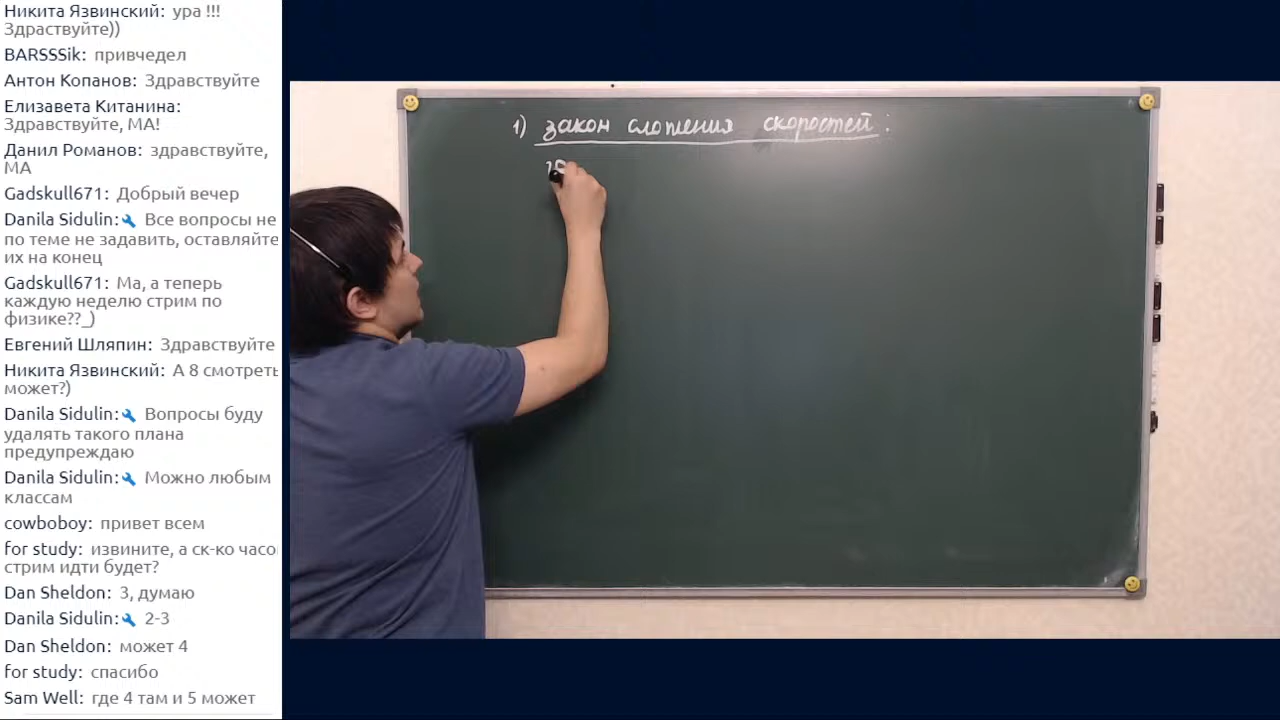 Никита Язвинский: ура !!!
Здраствуйте))
BARSSSik: привчедел
Антон Копанов: Здравствуйте
Елизавета Китанина:
Здравствуйте, МА!
Данил Романов: здравствуйте,
МА
Gadskull671: Добрый вечер
Danila Sidulin: Все вопросы не
по теме не задавить, оставляйте
их на конец
Gadskull671: Ма, а теперь
каждую неделю стрим по
физике??_)
Евгений Шляпин: Здравствуйте
Никита Язвинский: А 8 смотреть
может?)
Danila Sidulin: Вопросы буду
удалять такого плана
предупреждаю
Danila Sidulin: Можно любым
классам
cowboboy: привет всем
for study: извините, а ск-ко часо
стрим идти будет?
Dan Sheldon: 3, думаю
Danila Sidulin: 2-3
Dan Sheldon: может 4
for study: спасибо
Sam Well: где 4 там и 5 может
1) закон сложения скоростей: